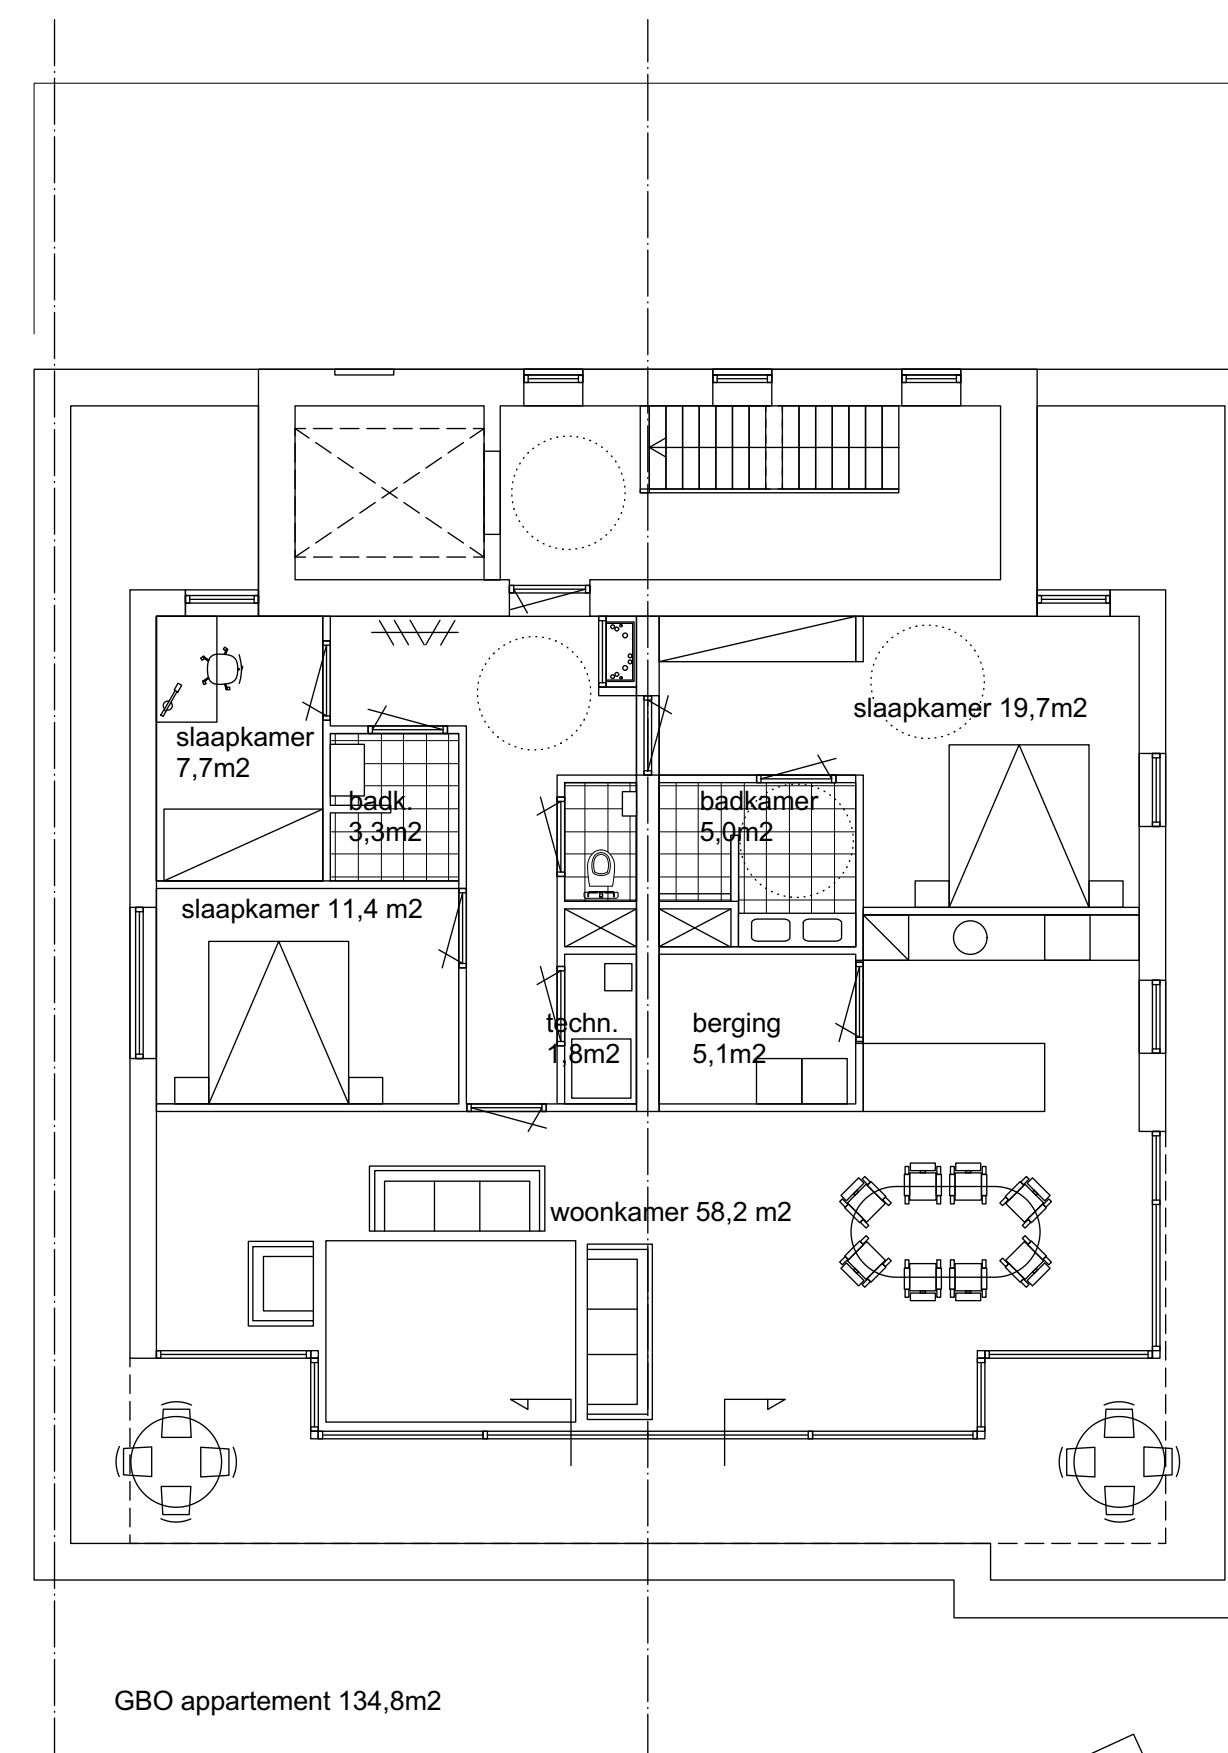 slaapkamer 19,7m2
slaapkamer
7,7m2
badk.
3,3m2
badkamer
5,0m2
slaapkamer 11,4 m2
techn.
1,8m2
berging
5,1m2
woonkamer 58,2 m2
GBO appartement 134,8m2